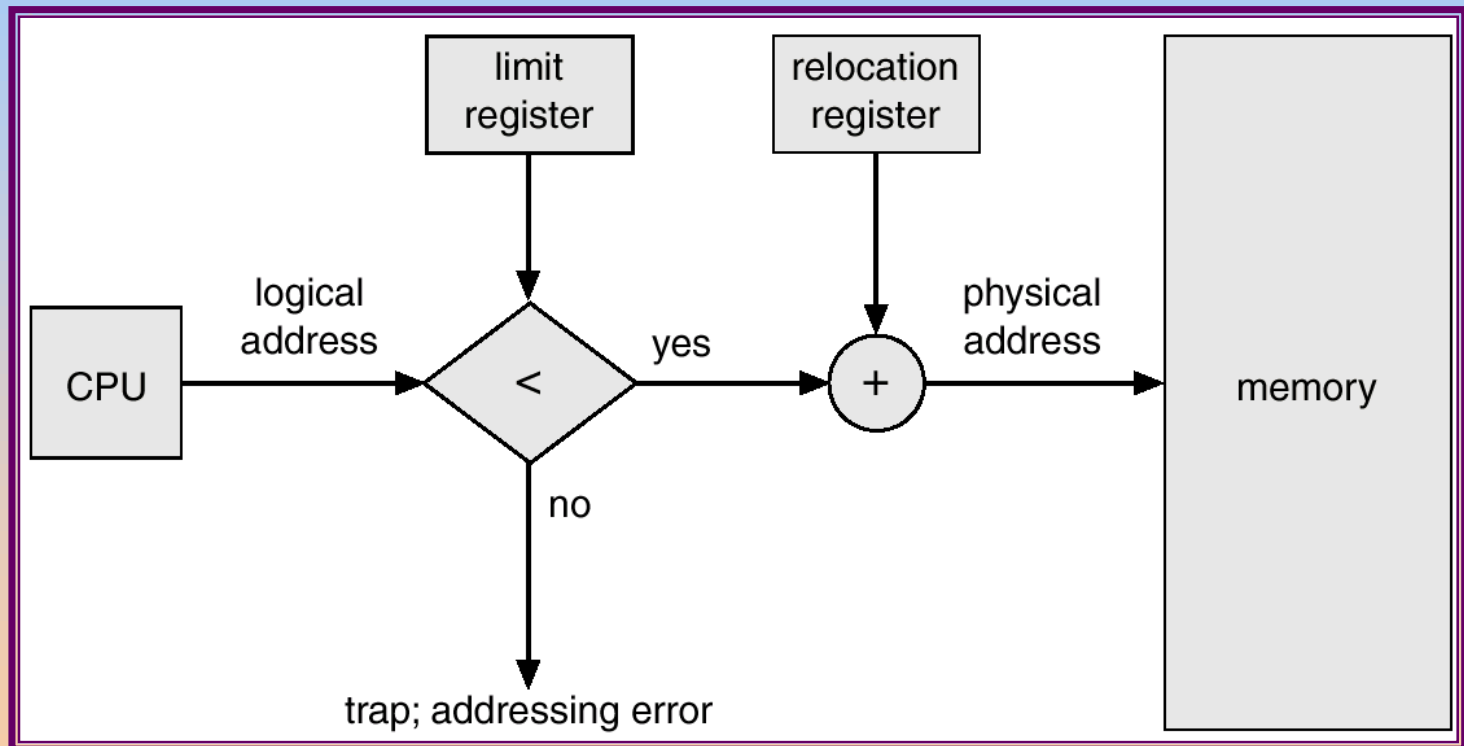 limit
register
relocation
register
logical
address
physical
address
CPU
<
yes
+
memory
no
trap; addressing error